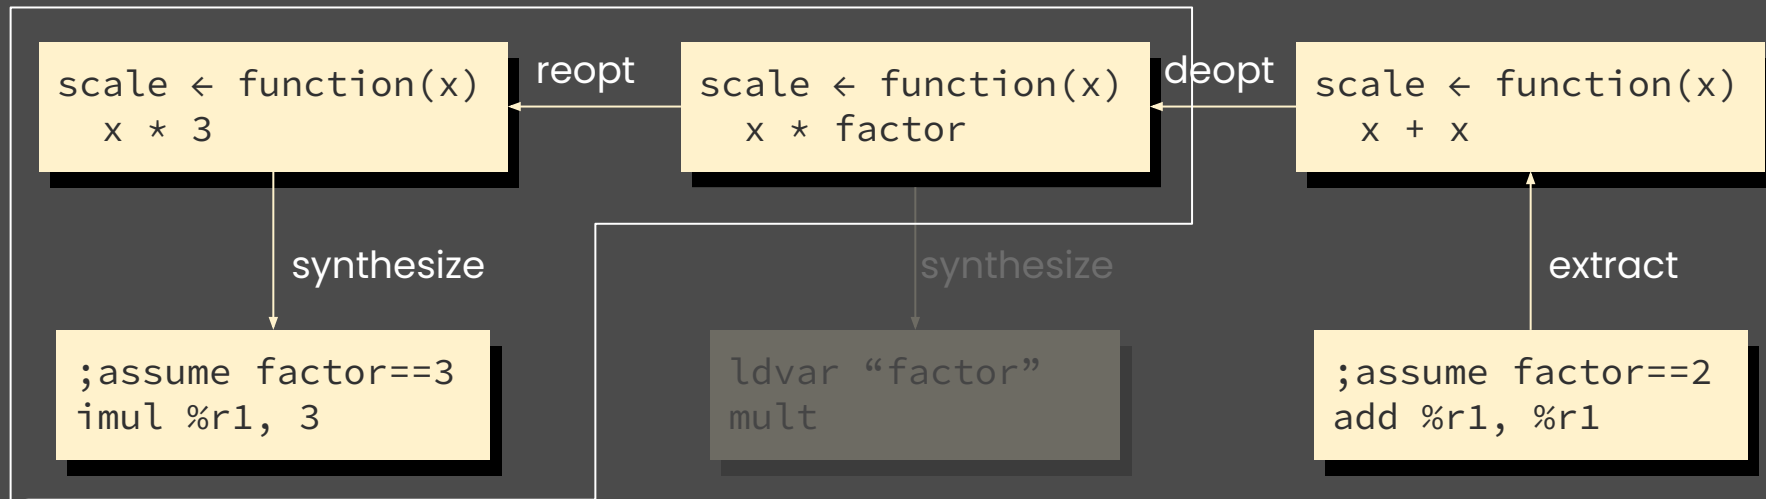 scale ← function(x)
  x * 3
reopt
scale ← function(x)
  x * factor
deopt
scale ← function(x)
  x + x
synthesize
synthesize
extract
;assume factor==3
imul %r1, 3
ldvar “factor”
mult
;assume factor==2
add %r1, %r1